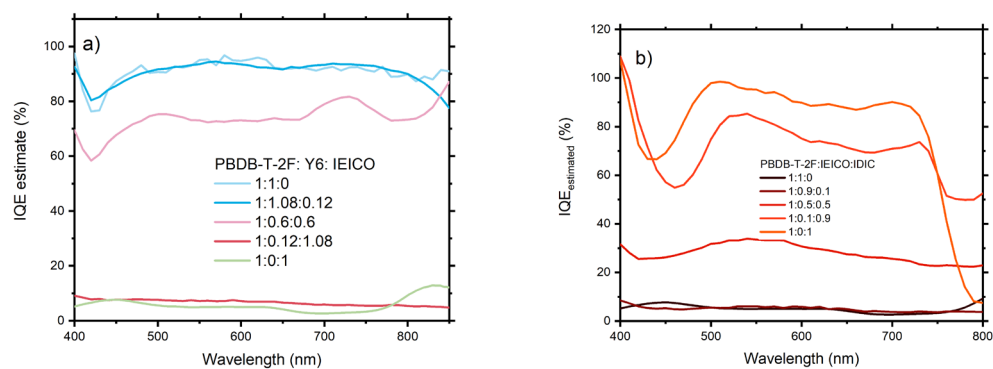 a)
IQE estimate (%)
100
80
60
40
20
0
PBDB-T-2F: Y6: IEICO
1:1:0
1:1.08:0.12
1:0.6:0.6
1:0.12:1.08
1:0:1
400 500 600 700 800
Wavelength (nm)
b)
IQEestimated (%)
120
100
80
60
40
20
0
PBDB-T-2F:IEICO:IDIC
1:1:0
1:0.9:0.1
1:0.5:0.5
1:0.1:0.9
1:0:1
400 500 600 700 800
Wavelength (nm)